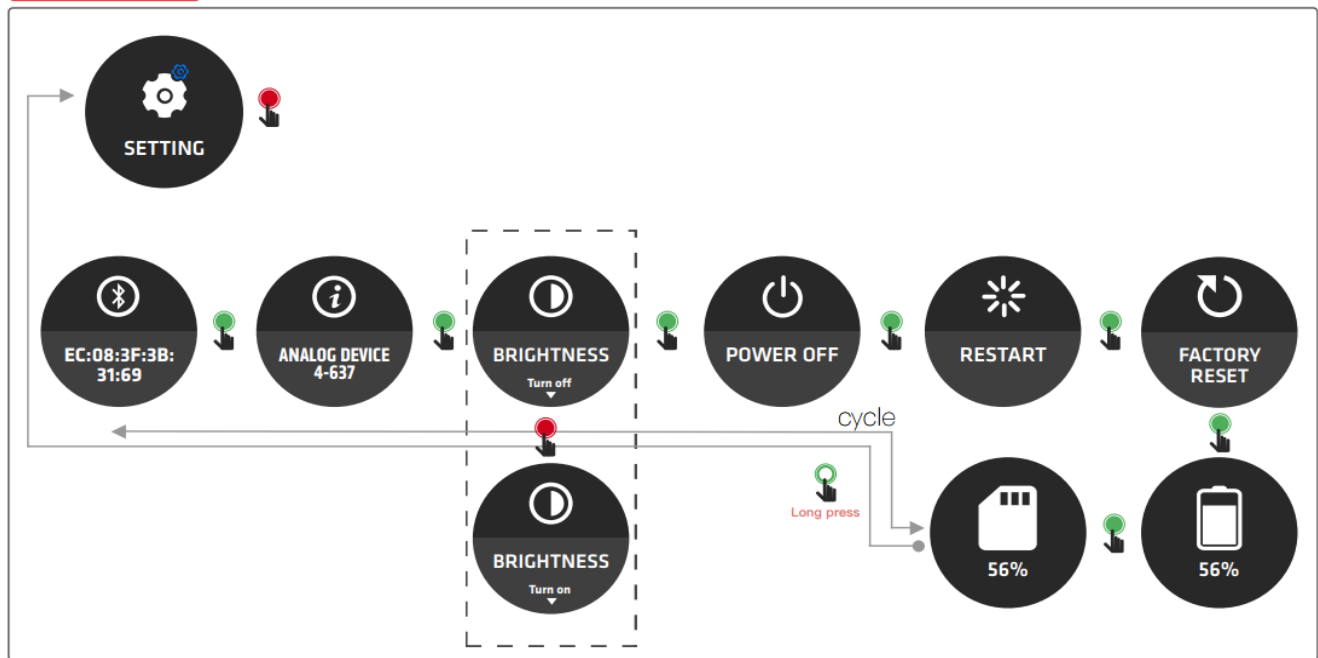 SETTING
EC:08:3F:3B:
31:69
ANALOG DEVICE
4-637
BRIGHTNESS
Turn off
POWER OFF
RESTART
FACTORY
RESET
cycle
BRIGHTNESS
Turn on
Long press
56%
56%